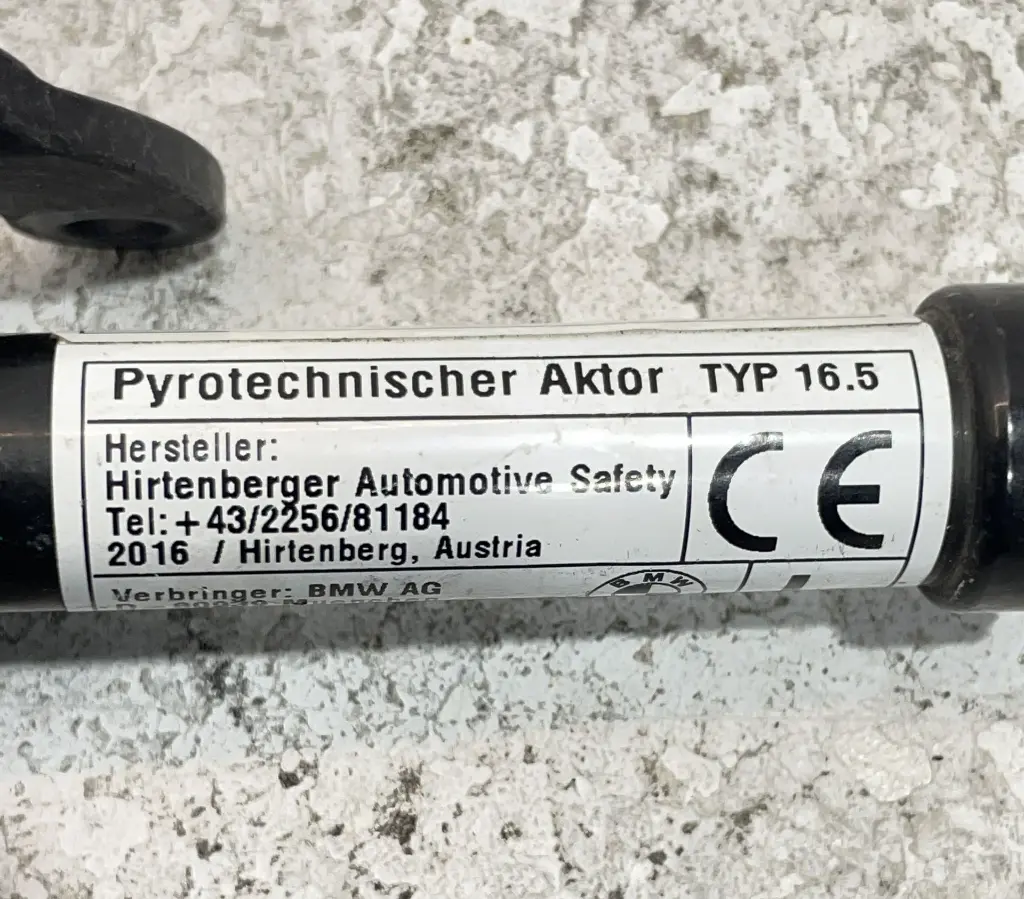 Pyrotechnischer Aktor TYP 16.5
Hersteller:
Hirtenberger Automotive Safety
Tel:+43/2256/81184
2016 / Hirtenberg, Austria
CE
Verbringer: BMW AG
BMW